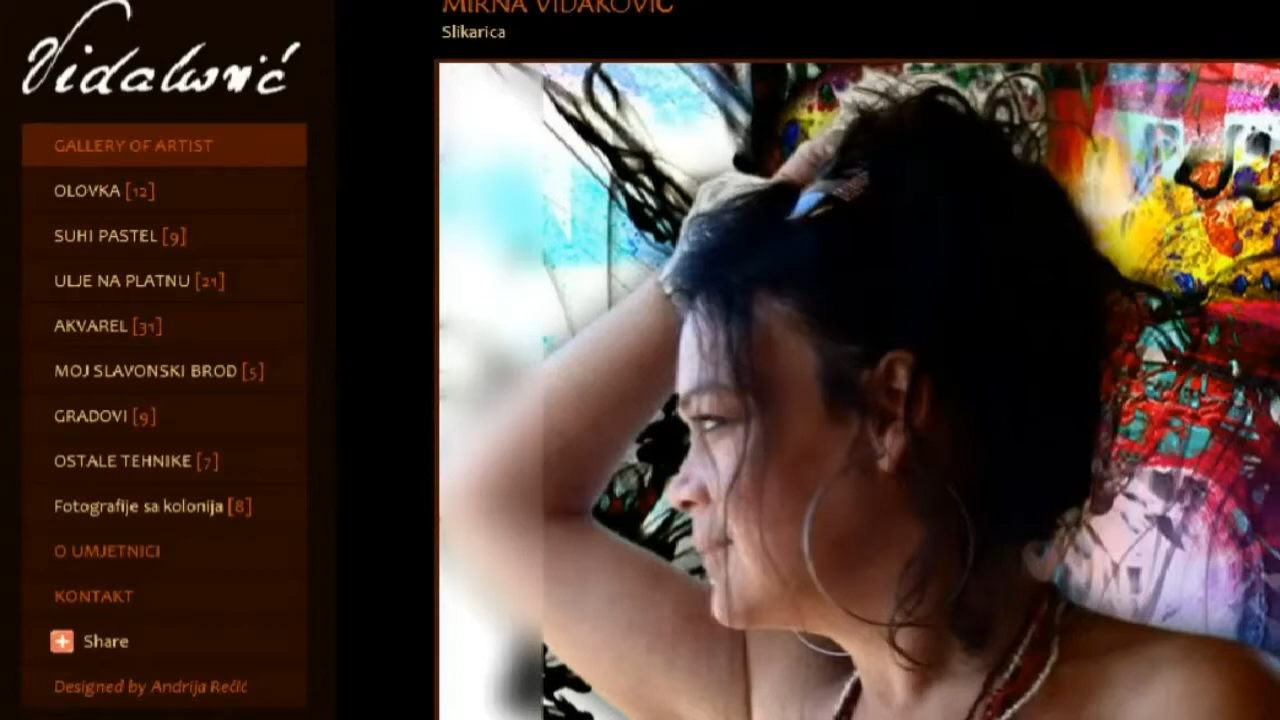 MIRNA VIDAKOVIĆ
Slikarica
Vidaković
GALLERY OF ARTIST
OLOVKA [12]
SUHI PASTEL [9]
ULJE NA PLATNU [21]
AKVAREL [31]
MOJ SLAVONSKI BROD [5]
GRADOVI [9]
OSTALE TEHNIKE [7]
Fotografije sa kolonija [8]
O UMJETNICI
KONTAKT
Share
Designed by Andrija Rečić